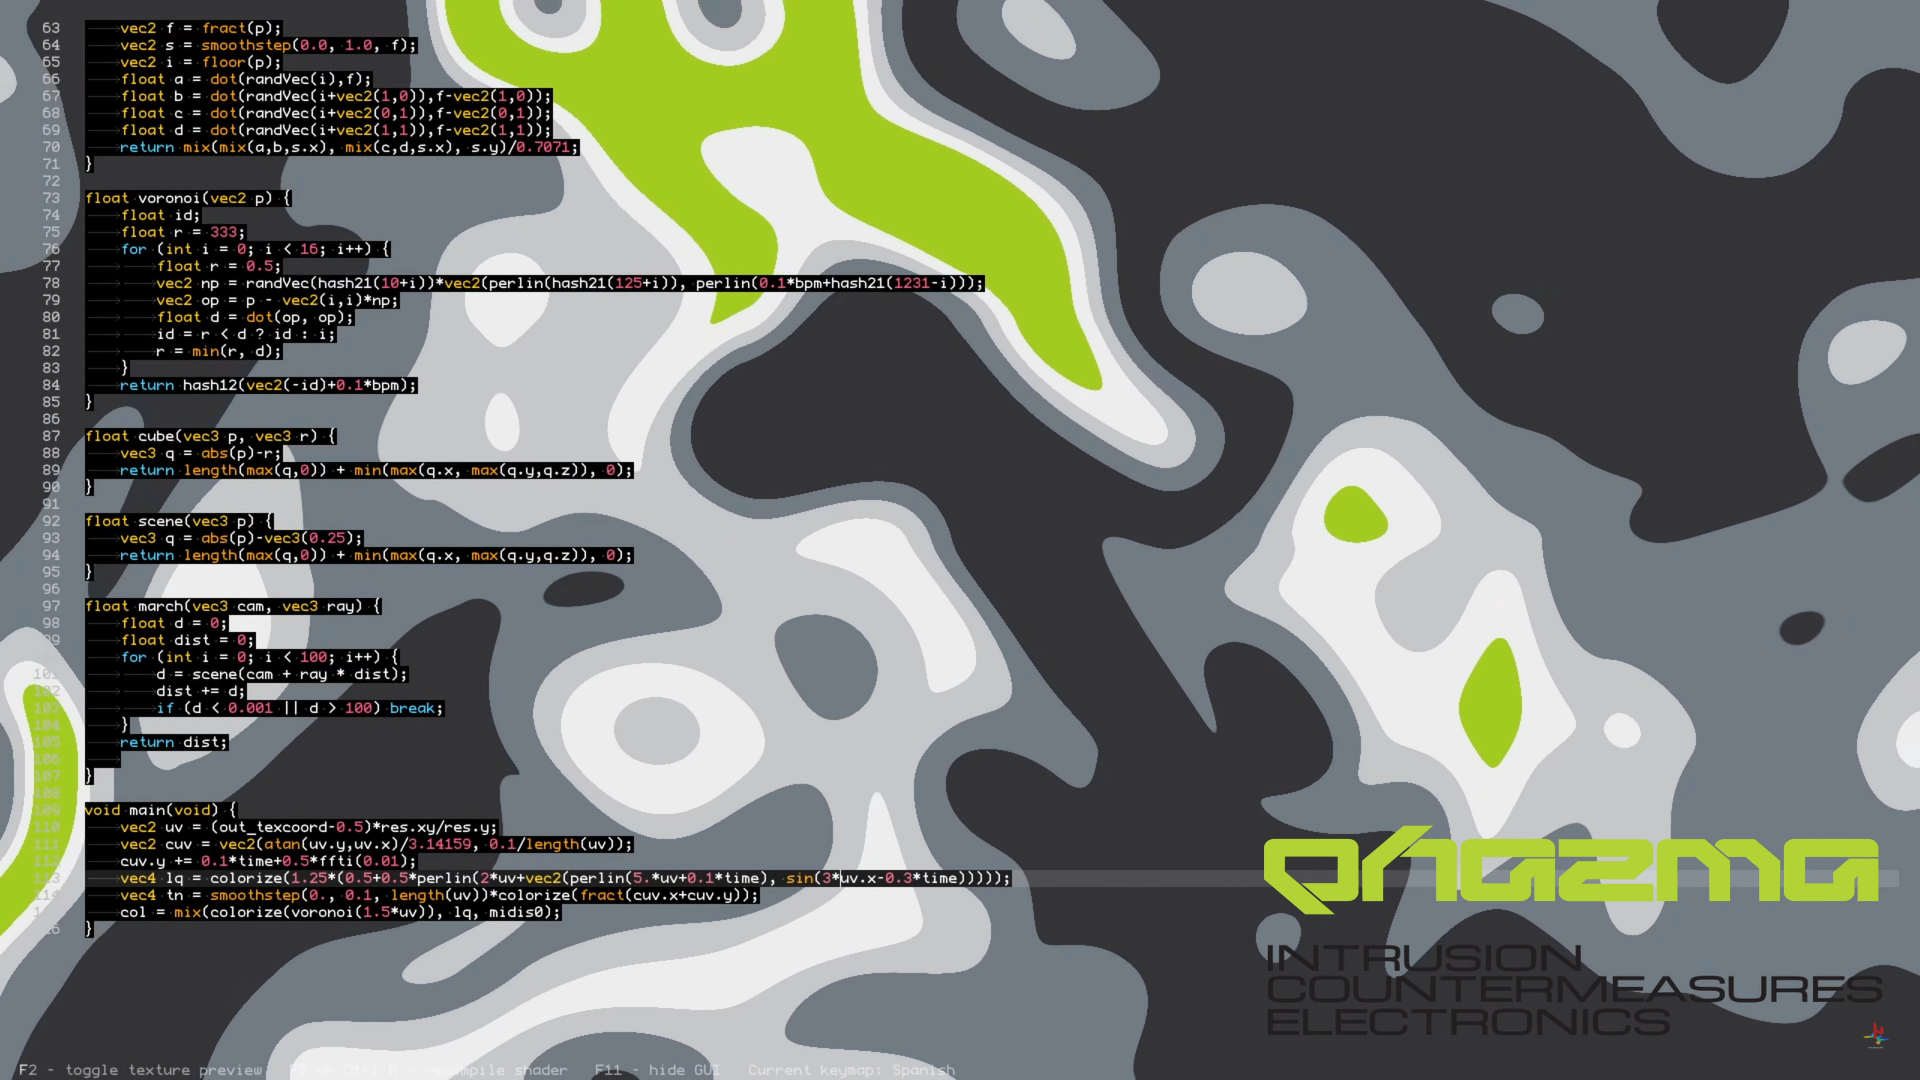 63 vec2 f = fract(p);
64 vec2 s = smoothstep(0.0, 1.0, f);
65 vec2 i = floor(p);
66 float a = dot(randVec(i),f);
67 float b = dot(randVec(i+vec2(1,0)),f-vec2(1,0));
68 float c = dot(randVec(i+vec2(0,1)),f-vec2(0,1));
69 float d = dot(randVec(i+vec2(1,1)),f-vec2(1,1));
70 return mix(mix(a,b,s.x), mix(c,d,s.x), s.y)/0.7071;
71 }
72
73 float voronoi(vec2 p) {
74 float id;
75 float r = 333;
76 for (int i = 0; i < 16; i++) {
77 float r = 0.5;
78 vec2 np = randVec(hash21(10+i))*vec2(perlin(hash21(125+i)), perlin(0.1*bpm+hash21(1231-i)));
79 vec2 op = p - vec2(i,i)*np;
80 float d = dot(op, op);
81 id = r < d ? id : i;
82 r = min(r, d);
83 }
84 return hash12(vec2(-id)+0.1*bpm);
85 }
86
87 float cube(vec3 p, vec3 r) {
88 vec3 q = abs(p)-r;
89 return length(max(q,0)) + min(max(q.x, max(q.y,q.z)), 0);
90 }
91
92 float scene(vec3 p) {
93 vec3 q = abs(p)-vec3(0.25);
94 return length(max(q,0)) + min(max(q.x, max(q.y,q.z)), 0);
95 }
96
97 float march(vec3 cam, vec3 ray) {
98 float d = 0;
99 float dist = 0;
100 for (int i = 0; i < 100; i++) {
101 d = scene(cam + ray * dist);
102 dist += d;
103 if (d < 0.001 || d > 100) break;
104 }
105 return dist;
106
107 }
108
109 void main(void) {
110 vec2 uv = (out_texcoord-0.5)*res.xy/res.y;
111 vec2 cuv = vec2(atan(uv.y,uv.x)/3.14159, 0.1/length(uv));
112 cuv.y += 0.1*time+0.5*ffti(0.01);
113 vec4 lq = colorize(1.25*(0.5+0.5*perlin(2*uv+vec2(perlin(5.*uv+0.1*time), sin(3*uv.x-0.3*time)))));
114 vec4 tn = smoothstep(0., 0.1, length(uv))*colorize(fract(cuv.x+cuv.y));
col = mix(colorize(voronoi(1.5*uv)), lq, midis0);
116 }
phazma
INTRUSION
COUNTERMEASURES
ELECTRONICS
F2 - toggle texture preview F5 or Ctrl-R - recompile shader F11 - hide GUI Current keymap: Spanish